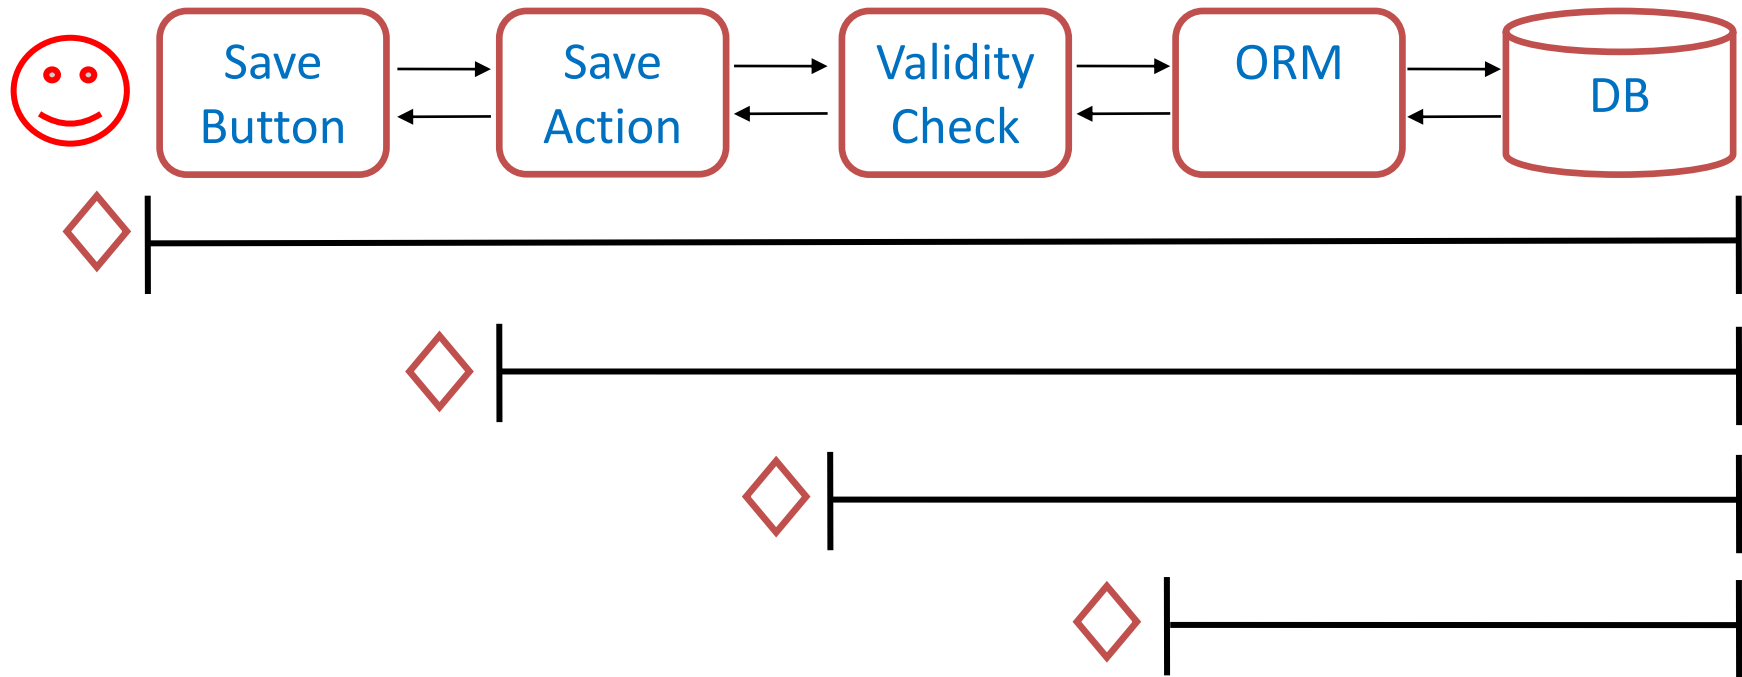 Save
Button
Save
Action
Validity
Check
ORM
DB